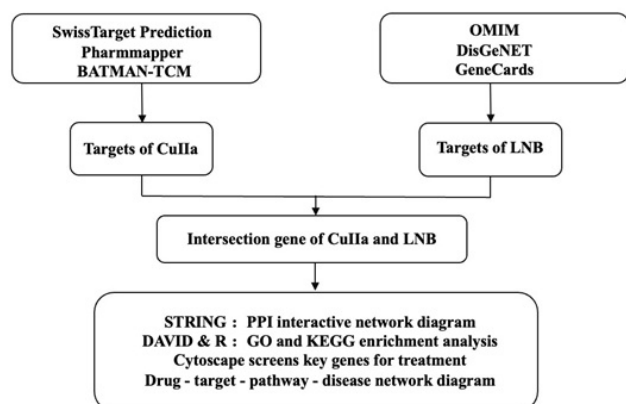 SwissTarget Prediction
Pharmmapper
BATMAN-TCM
OMIM
DisGeNET
GeneCards
Targets of CuIIa
Targets of LNB
Intersection gene of CuIIa and LNB
STRING : PPI interactive network diagram
DAVID & R : GO and KEGG enrichment analysis
Cytoscape screens key genes for treatment
Drug - target - pathway - disease network diagram